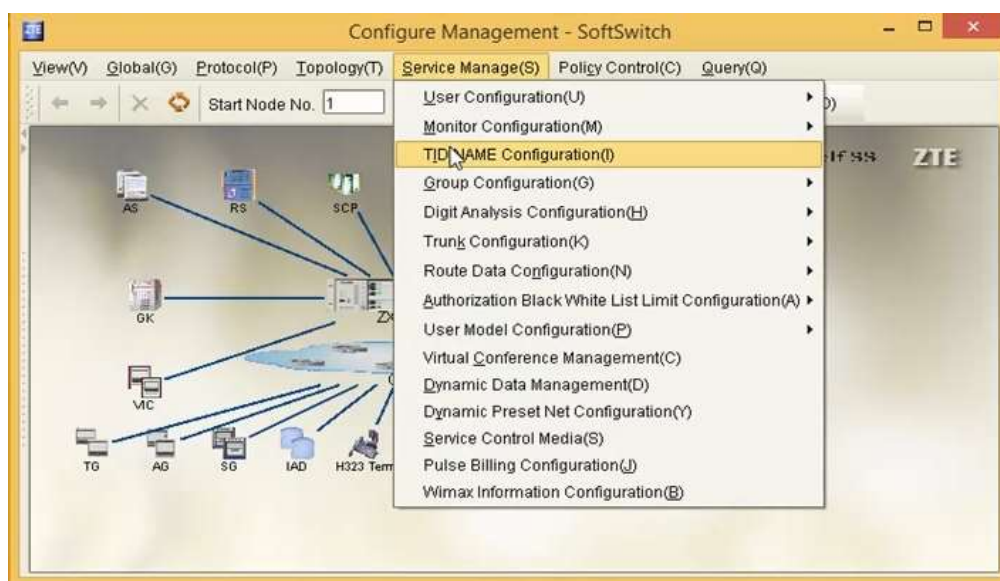 ZTE
Configure Management - SoftSwitch
View(V) Global(G) Protocol(P) Topology(T) Service Manage(S) Policy Control(C) Query(Q)
Start Node No. 1
User Configuration(U)
Monitor Configuration(M)
TID NAME Configuration(I)
Group Configuration(G)
Digit Analysis Configuration(H)
Trunk Configuration(K)
Route Data Configuration(N)
Authorization Black White List Limit Configuration(A)
User Model Configuration(P)
Virtual Conference Management(C)
Dynamic Data Management(D)
Dynamic Preset Net Configuration(Y)
Service Control Media(S)
Pulse Billing Configuration(J)
Wimax Information Configuration(B)
SS ZTE
AS RS SCP
GK ZX
VIC
TG AG SG IAD H323 Term